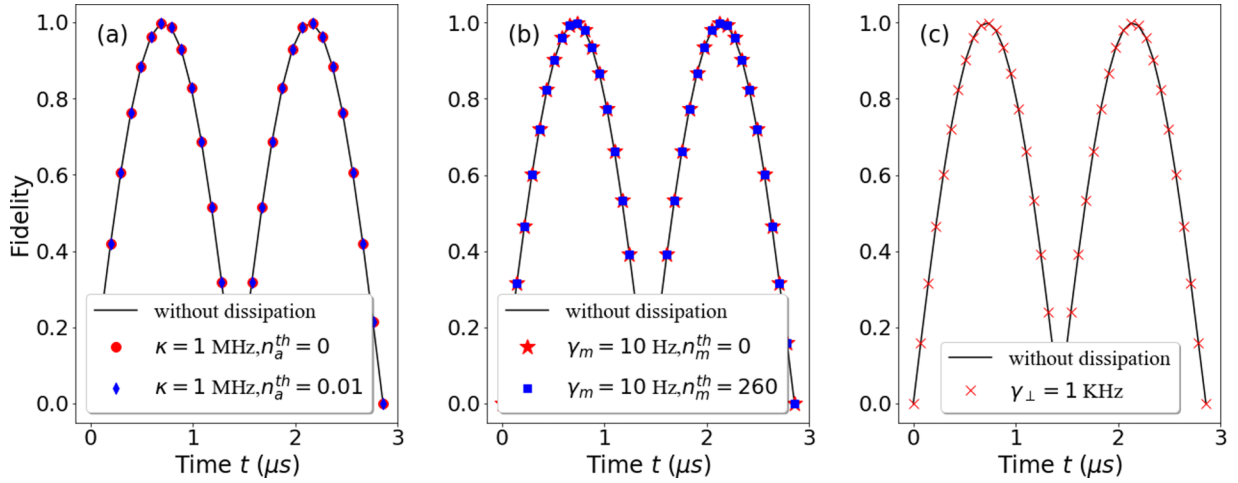 Fidelity
1.0
0.8
0.6
0.4
0.2
0.0
(a)
without dissipation
κ = 1 MHz,n_a^{th} = 0
κ = 1 MHz,n_a^{th} = 0.01
0 1 2 3
Time t (μs)
1.0
0.8
0.6
0.4
0.2
0.0
(b)
without dissipation
γ_m = 10 Hz,n_m^{th} = 0
γ_m = 10 Hz,n_m^{th} = 260
0 1 2 3
Time t (μs)
1.0
0.8
0.6
0.4
0.2
0.0
(c)
without dissipation
γ_⊥ = 1 KHz
0 1 2 3
Time t (μs)